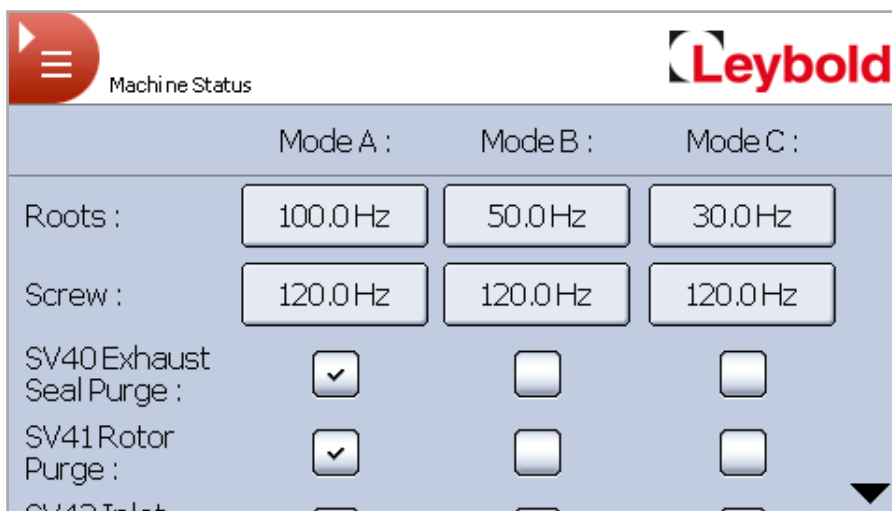 Machine Status
Leybold
Mode A : Mode B : Mode C :
Roots : 100.0 Hz 50.0 Hz 30.0 Hz
Screw : 120.0 Hz 120.0 Hz 120.0 Hz
SV40 Exhaust
Seal Purge :
SV41 Rotor
Purge :